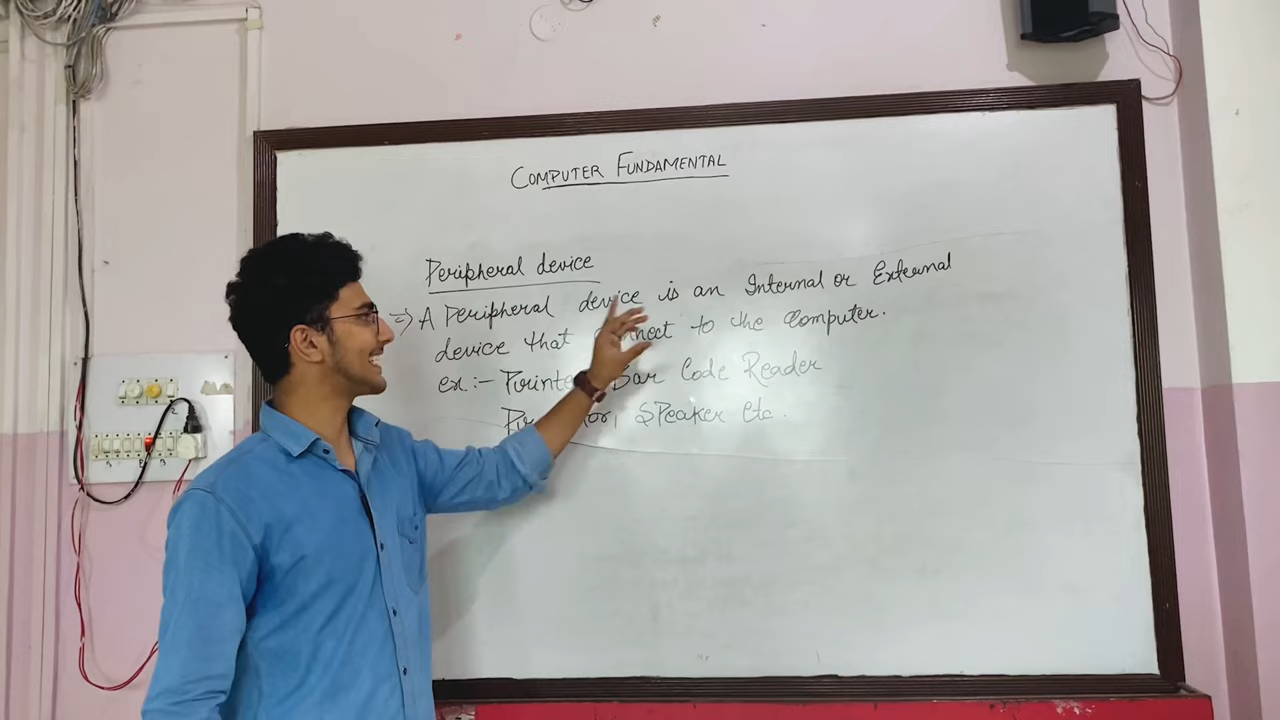 COMPUTER FUNDAMENTAL
Peripheral device
⇒ A Peripheral device is an Internal or External
device that connect to the computer.
ex:- Printer Bar Code Reader
Speaker etc.